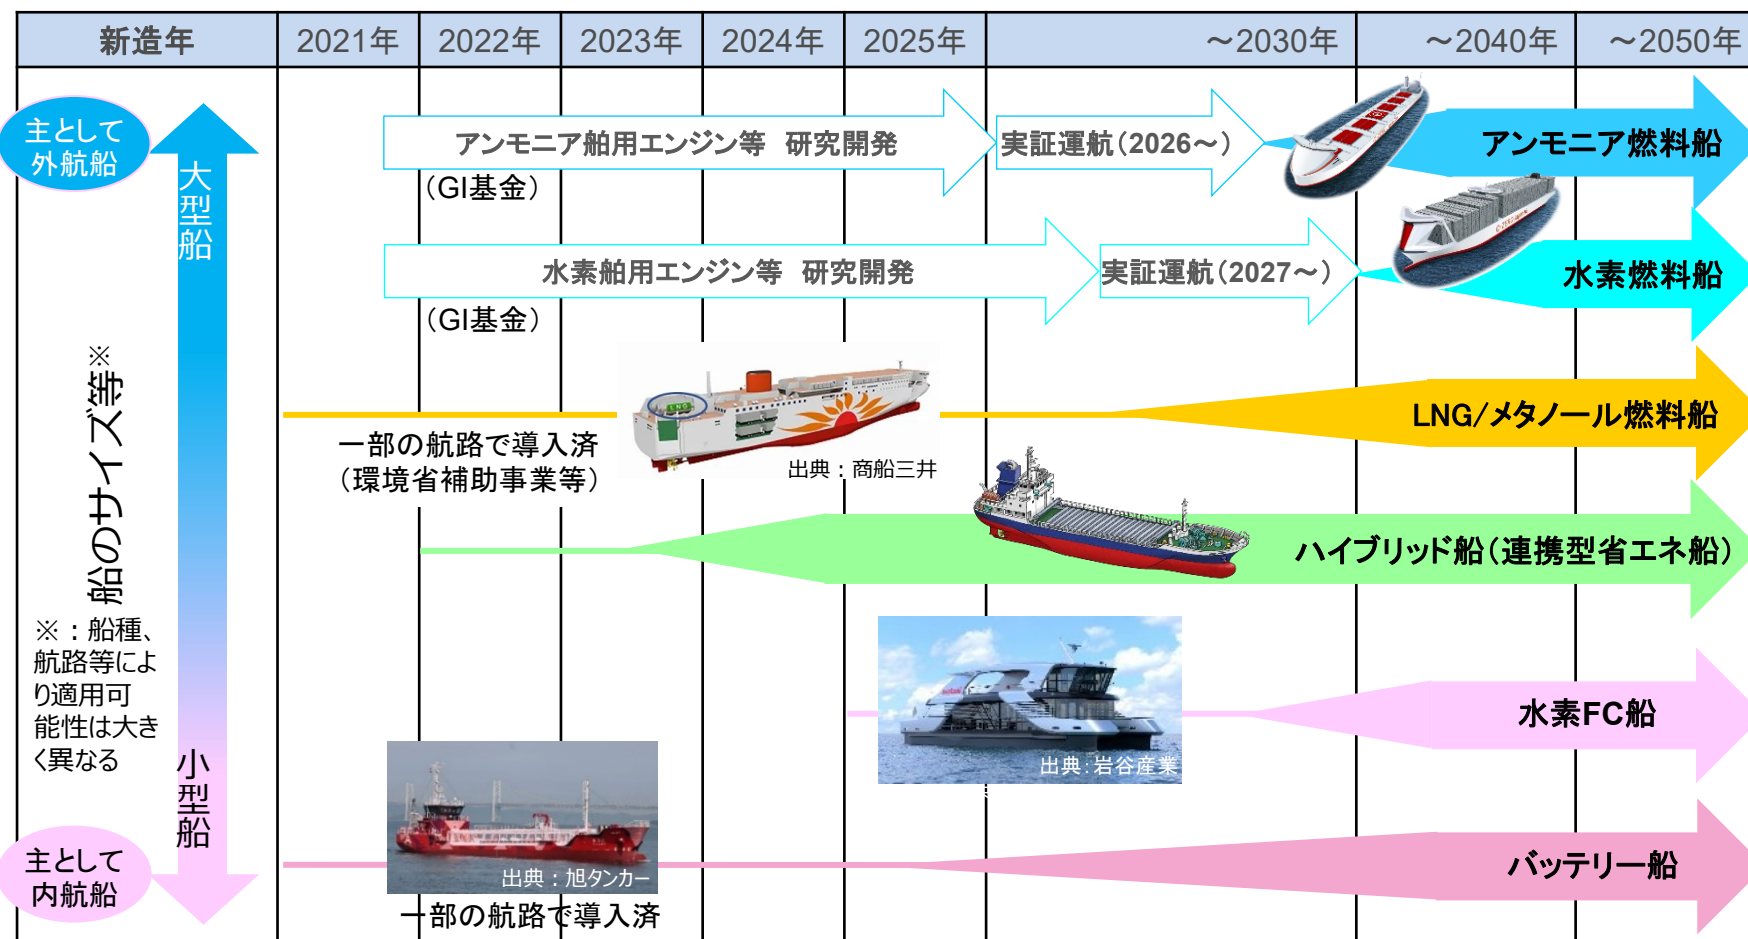 新造年
2021年
2022年
2023年
2024年
2025年
～2030年
～2040年
～2050年
主として
外航船
大型船
アンモニア舶用エンジン等　研究開発
実証運航（2026～）
アンモニア燃料船
（GI基金）
水素舶用エンジン等　研究開発
実証運航（2027～）
水素燃料船
（GI基金）
船のサイズ等※
LNG
LNG/メタノール燃料船
一部の航路で導入済
（環境省補助事業等）
出典：商船三井
ハイブリッド船（連携型省エネ船）
※：船種、
航路等によ
り適用可
能性は大き
く異なる
水素FC船
出典：岩谷産業
小型船
主として
内航船
バッテリー船
出典：旭タンカー
一部の航路で導入済